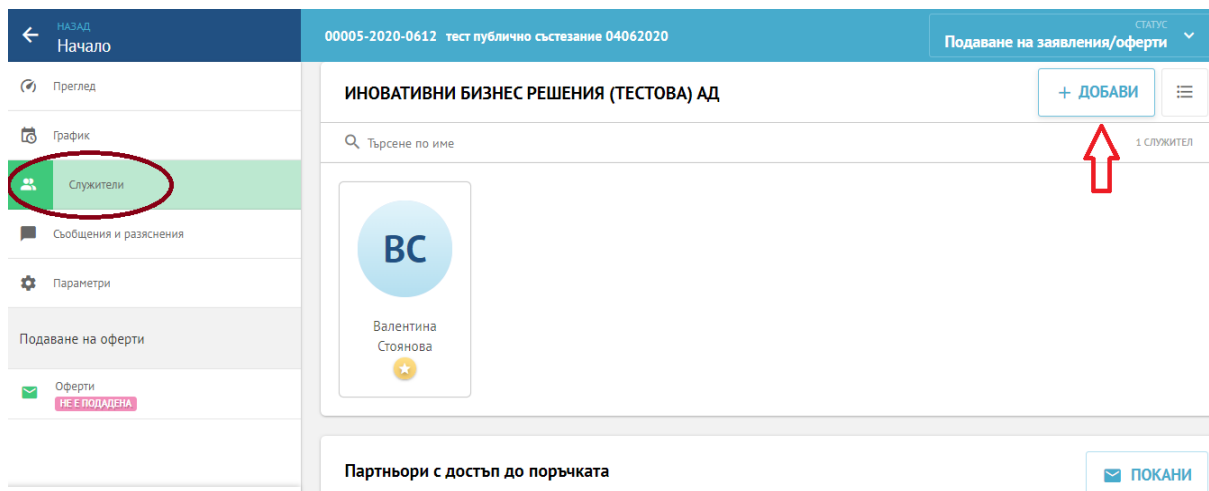 НАЗАД
Начало
00005-2020-0612 тест публично състезание 04062020
СТАТУС
Подаване на заявления/оферти
Преглед
График
Служители
Съобщения и разяснения
Параметри
Подаване на оферти
Оферти
НЕ Е ПОДАДЕНА
ИНОВАТИВНИ БИЗНЕС РЕШЕНИЯ (ТЕСТОВА) АД
+ ДОБАВИ
Търсене по име
1 СЛУЖИТЕЛ
ВС
Валентина
Стоянова
Партньори с достъп до поръчката
ПОКАНИ